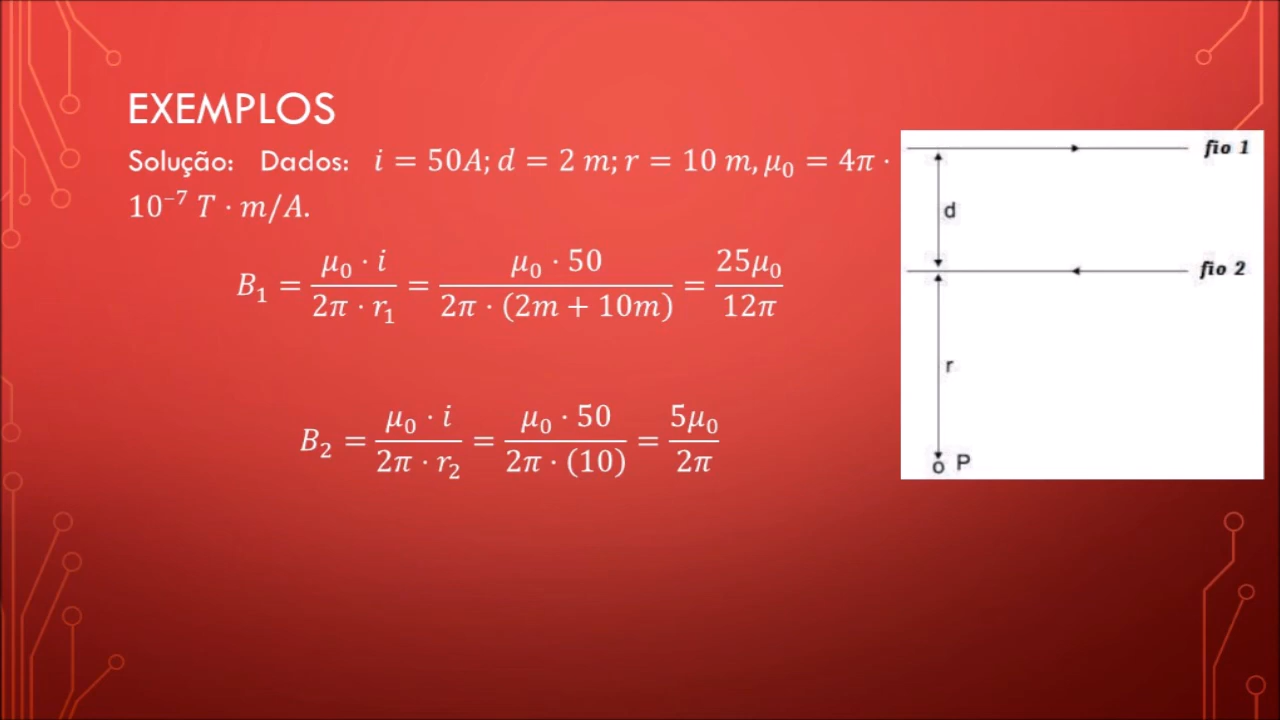 EXEMPLOS
Solução: Dados: i = 50A; d = 2 m; r = 10 m, μ₀ = 4π ·
10⁻⁷ T · m/A.
B₁ = (μ₀ · i)/(2π · r₁) = (μ₀ · 50)/(2π · (2m + 10m)) = (25μ₀)/(12π)
B₂ = (μ₀ · i)/(2π · r₂) = (μ₀ · 50)/(2π · (10)) = (5μ₀)/(2π)
fio 1
d
fio 2
r
P